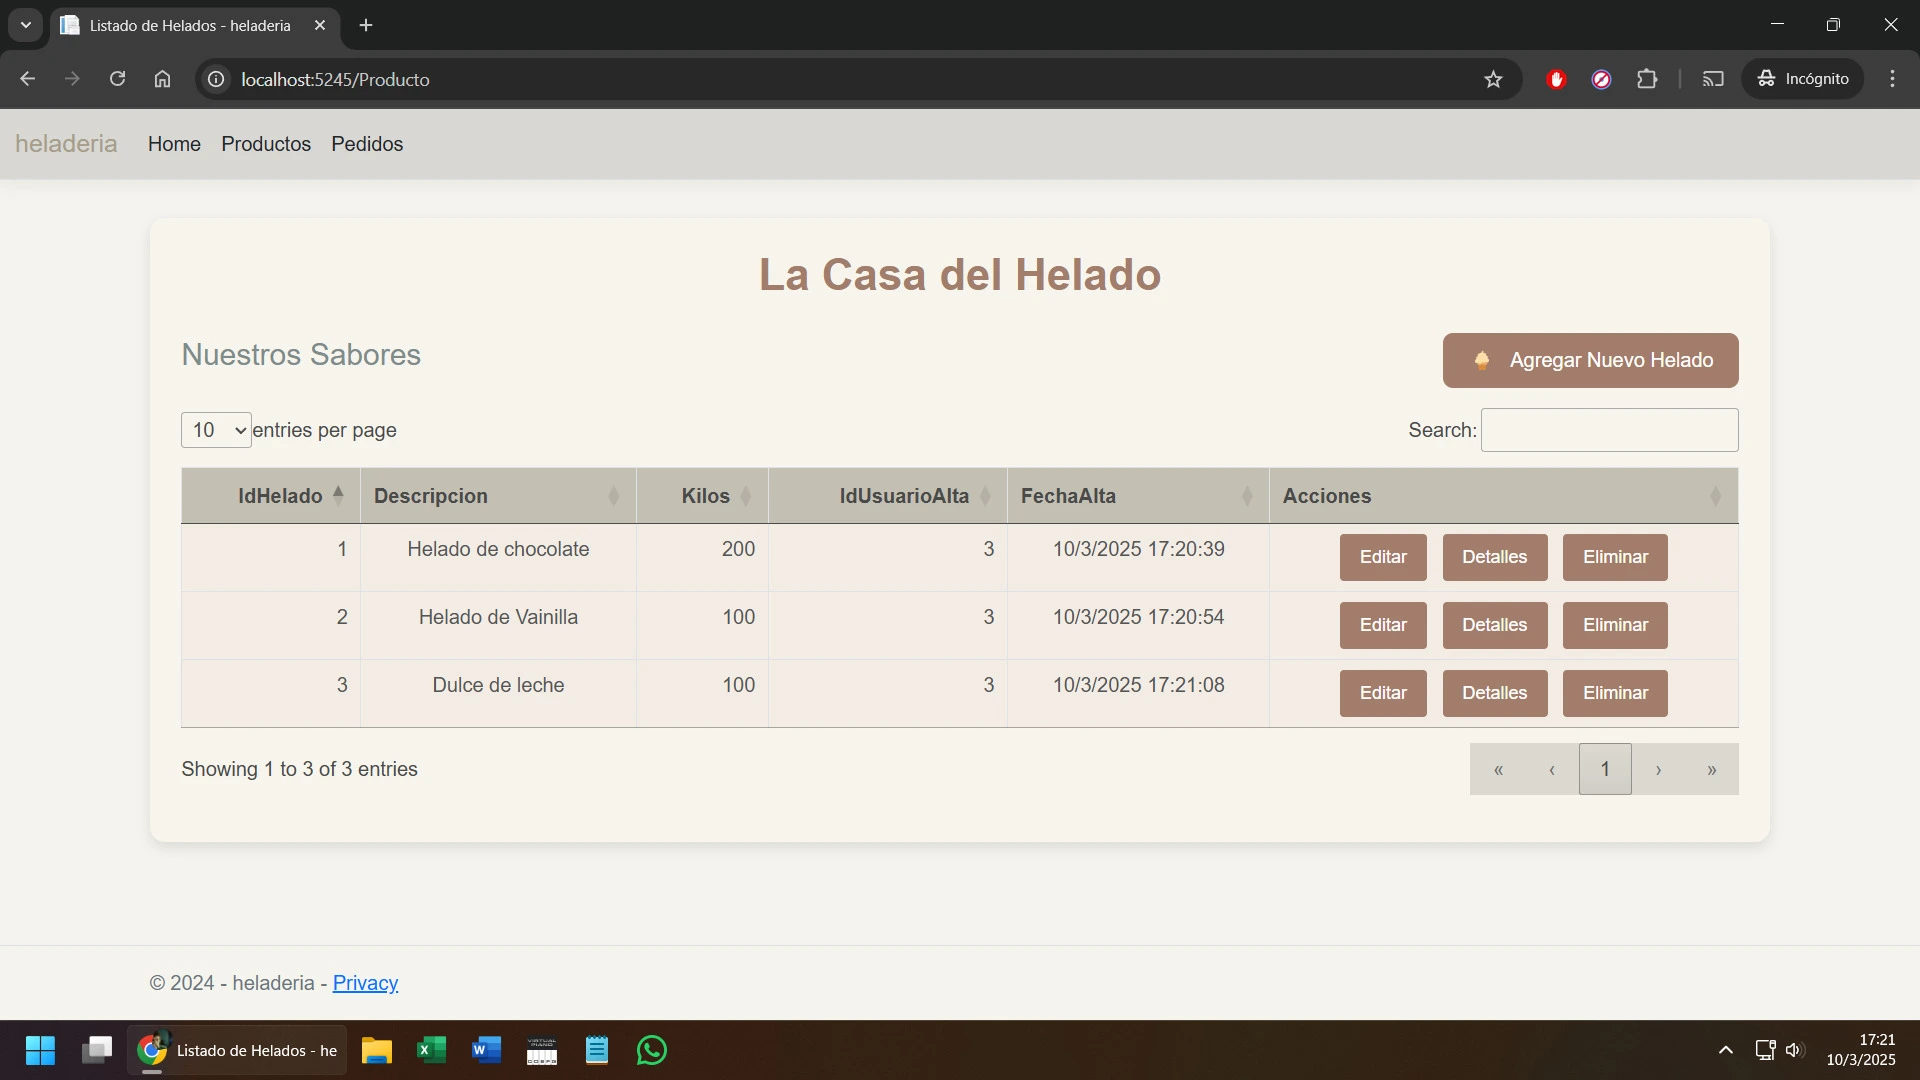 Listado de Helados - heladeria
localhost:5245/Producto
Incógnito
heladeria Home Productos Pedidos
La Casa del Helado
Nuestros Sabores
Agregar Nuevo Helado
10 entries per page
Search:
IdHelado Descripcion Kilos IdUsuarioAlta FechaAlta Acciones
1 Helado de chocolate 200 3 10/3/2025 17:20:39 Editar Detalles Eliminar
2 Helado de Vainilla 100 3 10/3/2025 17:20:54 Editar Detalles Eliminar
3 Dulce de leche 100 3 10/3/2025 17:21:08 Editar Detalles Eliminar
Showing 1 to 3 of 3 entries
« ‹ 1 › »
© 2024 - heladeria - Privacy
Listado de Helados - he
VIRTUAL
PIANO
17:21
10/3/2025